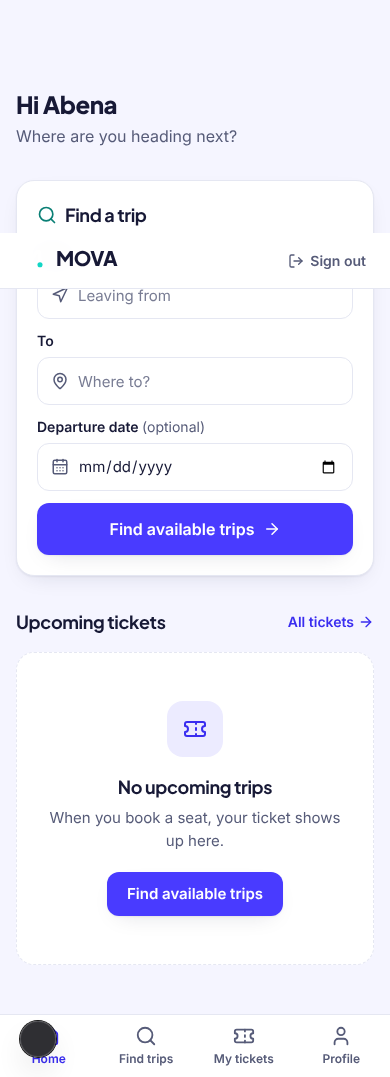 Hi Abena
Where are you heading next?
Find a trip
MOVA
Sign out
Leaving from
To
Where to?
Departure date (optional)
mm/dd/yyyy
Find available trips
Upcoming tickets
All tickets
No upcoming trips
When you book a seat, your ticket shows
up here.
Find available trips
Home
Find trips
My tickets
Profile